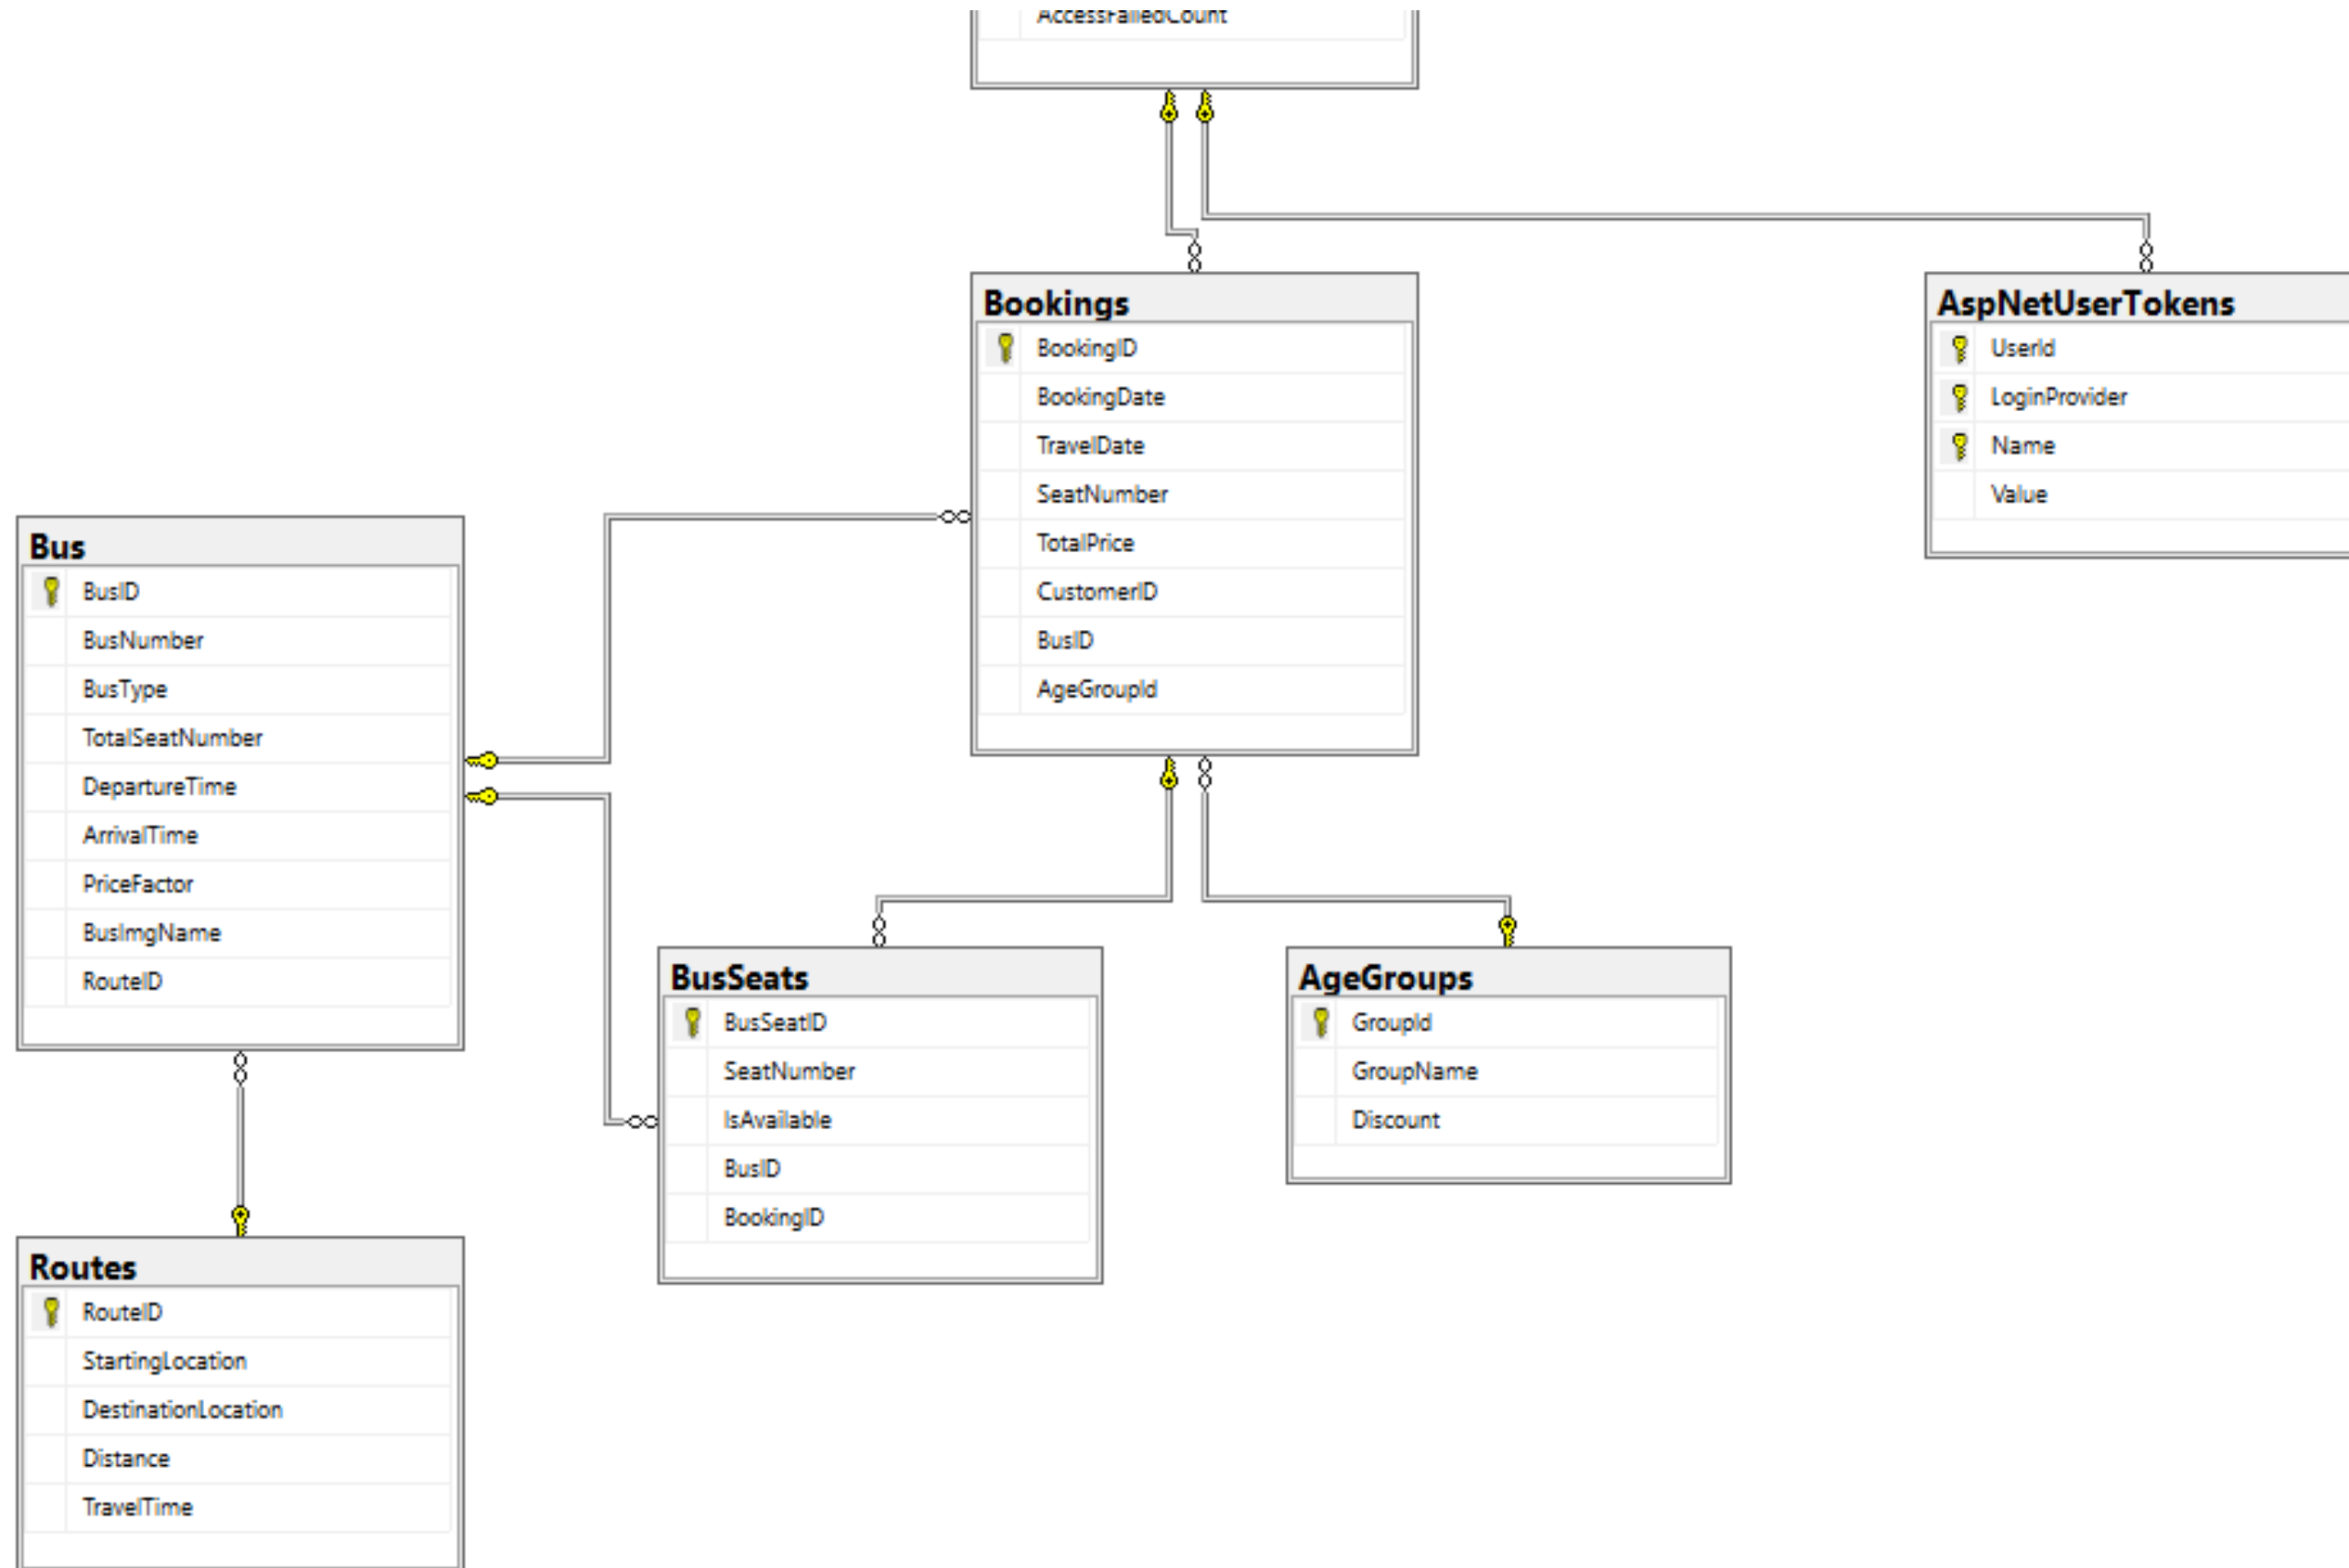 AccessFailedCount
Bookings
BookingID
BookingDate
TravelDate
SeatNumber
TotalPrice
CustomerID
BusID
AgeGroupId
AspNetUserTokens
UserId
LoginProvider
Name
Value
Bus
BusID
BusNumber
BusType
TotalSeatNumber
DepartureTime
ArrivalTime
PriceFactor
BusImgName
RouteID
BusSeats
BusSeatID
SeatNumber
IsAvailable
BusID
BookingID
AgeGroups
GroupId
GroupName
Discount
Routes
RouteID
StartingLocation
DestinationLocation
Distance
TravelTime